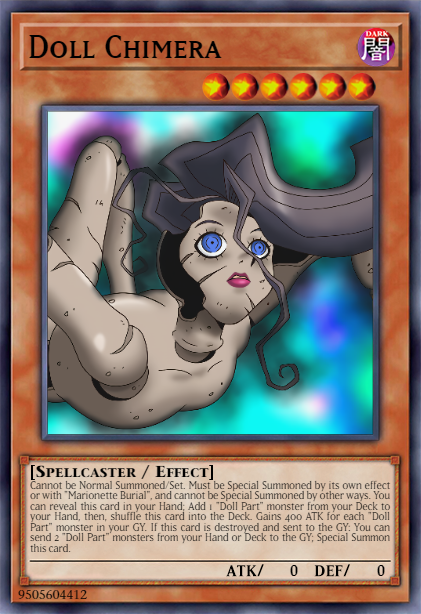 Doll Chimera
DARK
闇
[Spellcaster / Effect]
Cannot be Normal Summoned/Set. Must be Special Summoned by its own effect
or with "Marionette Burial", and cannot be Special Summoned by other ways. You
can reveal this card in your Hand; Add 1 "Doll Part" monster from your Deck to
your Hand, then, shuffle this card into the Deck. Gains 400 ATK for each "Doll
Part" monster in your GY. If this card is destroyed and sent to the GY: You can
send 2 "Doll Part" monsters from your Hand or Deck to the GY; Special Summon
this card.
ATK/ 0 DEF/ 0
9505604412